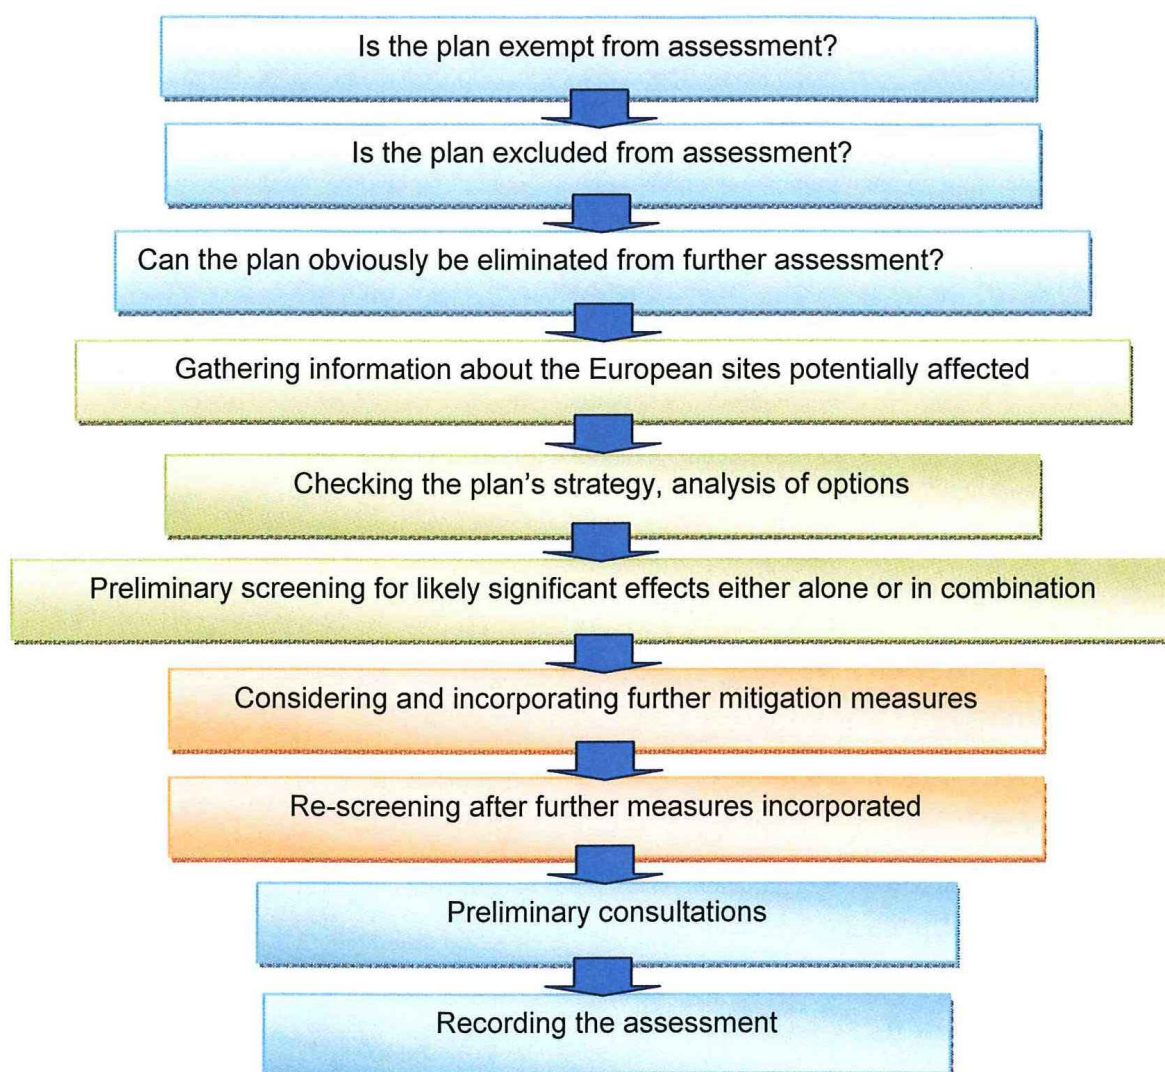 Is the plan exempt from assessment?
Is the plan excluded from assessment?
Can the plan obviously be eliminated from further assessment?
Gathering information about the European sites potentially affected
Checking the plan’s strategy, analysis of options
Preliminary screening for likely significant effects either alone or in combination
Considering and incorporating further mitigation measures
Re-screening after further measures incorporated
Preliminary consultations
Recording the assessment